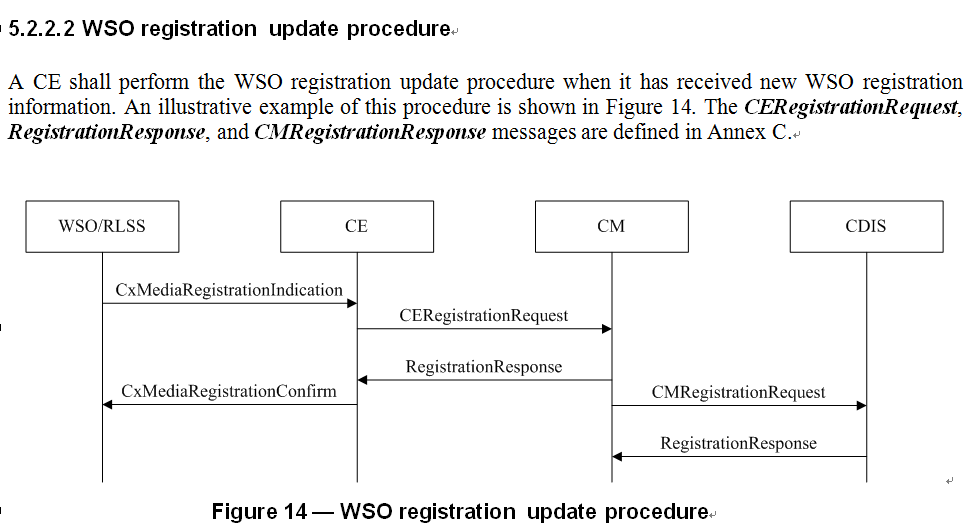 5.2.2.2 WSO registration update procedure
A CE shall perform the WSO registration update procedure when it has received new WSO registration
information. An illustrative example of this procedure is shown in Figure 14. The CERegistrationRequest,
RegistrationResponse, and CMRegistrationResponse messages are defined in Annex C.
WSO/RLSS CE CM CDIS
CxMediaRegistrationIndication
CERegistrationRequest
RegistrationResponse
CxMediaRegistrationConfirm CMRegistrationRequest
RegistrationResponse
Figure 14 — WSO registration update procedure